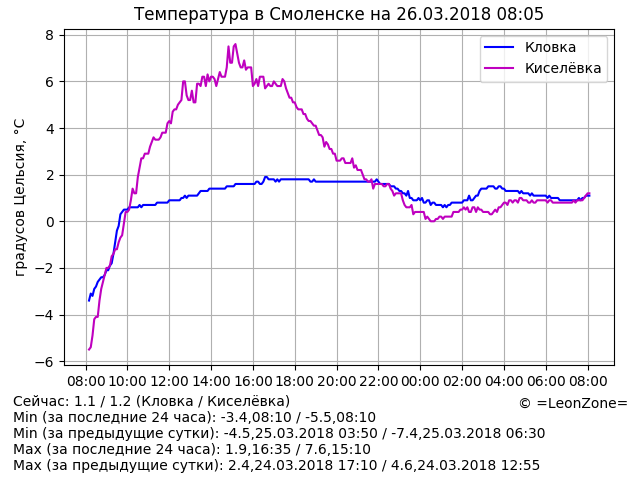 Температура в Смоленске на 26.03.2018 08:05
градусов Цельсия, °C
8
6
4
2
0
−2
−4
−6
Кловка
Киселёвка
08:00 10:00 12:00 14:00 16:00 18:00 20:00 22:00 00:00 02:00 04:00 06:00 08:00
Сейчас: 1.1 / 1.2 (Кловка / Киселёвка)
© =LeonZone=
Min (за последние 24 часа): -3.4,08:10 / -5.5,08:10
Min (за предыдущие сутки): -4.5,25.03.2018 03:50 / -7.4,25.03.2018 06:30
Max (за последние 24 часа): 1.9,16:35 / 7.6,15:10
Max (за предыдущие сутки): 2.4,24.03.2018 17:10 / 4.6,24.03.2018 12:55